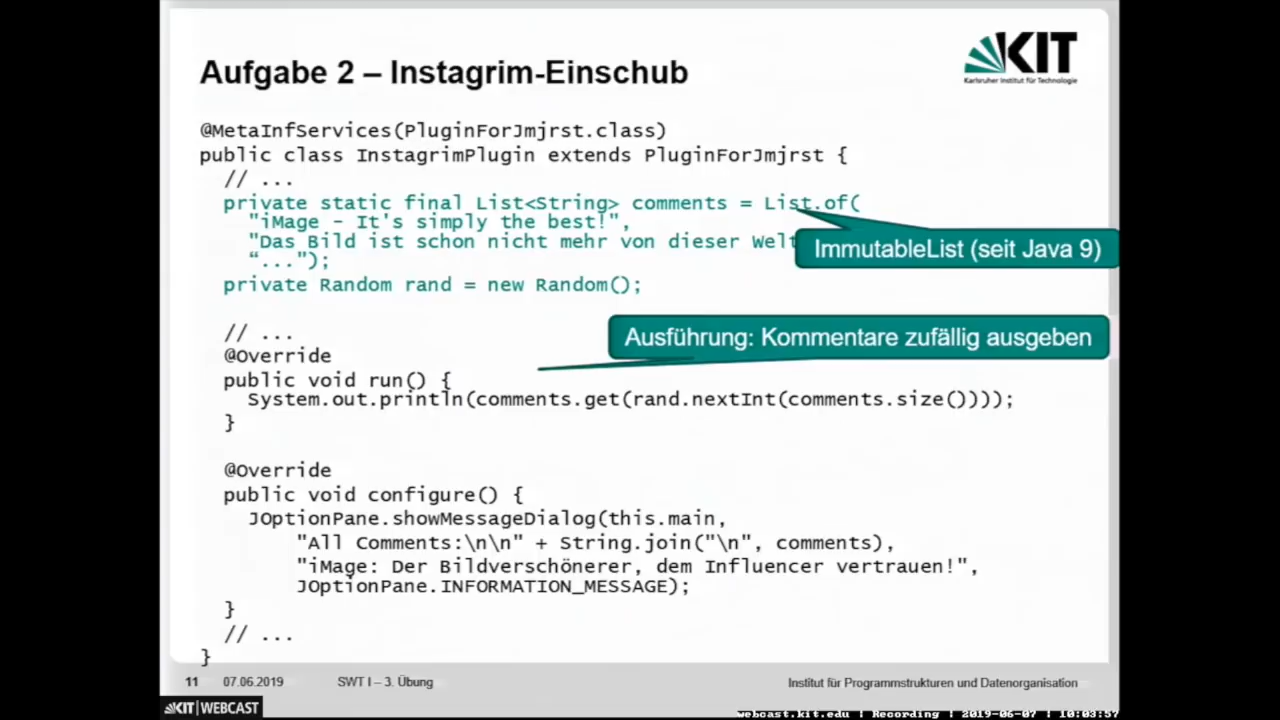 Aufgabe 2 – Instagrim-Einschub
KIT
Karlsruher Institut für Technologie
@MetaInfServices(PluginForJmjrst.class)
public class InstagrimPlugin extends PluginForJmjrst {
// ...
private static final List<String> comments = List.of(
"iMage - It's simply the best!",
"Das Bild ist schon nicht mehr von dieser Welt
ImmutableList (seit Java 9)
“...");
private Random rand = new Random();
// ...
Ausführung: Kommentare zufällig ausgeben
@Override
public void run() {
System.out.println(comments.get(rand.nextInt(comments.size())));
}
@Override
public void configure() {
JOptionPane.showMessageDialog(this.main,
"All Comments:\n\n" + String.join("\n", comments),
"iMage: Der Bildverschönerer, dem Influencer vertrauen!",
JOptionPane.INFORMATION_MESSAGE);
}
// ...
}
11 07.06.2019 SWT I – 3. Übung Institut für Programmstrukturen und Datenorganisation
KIT | WEBCAST
webcast.kit.edu | Recording | 2019-06-07 | 10:03:57